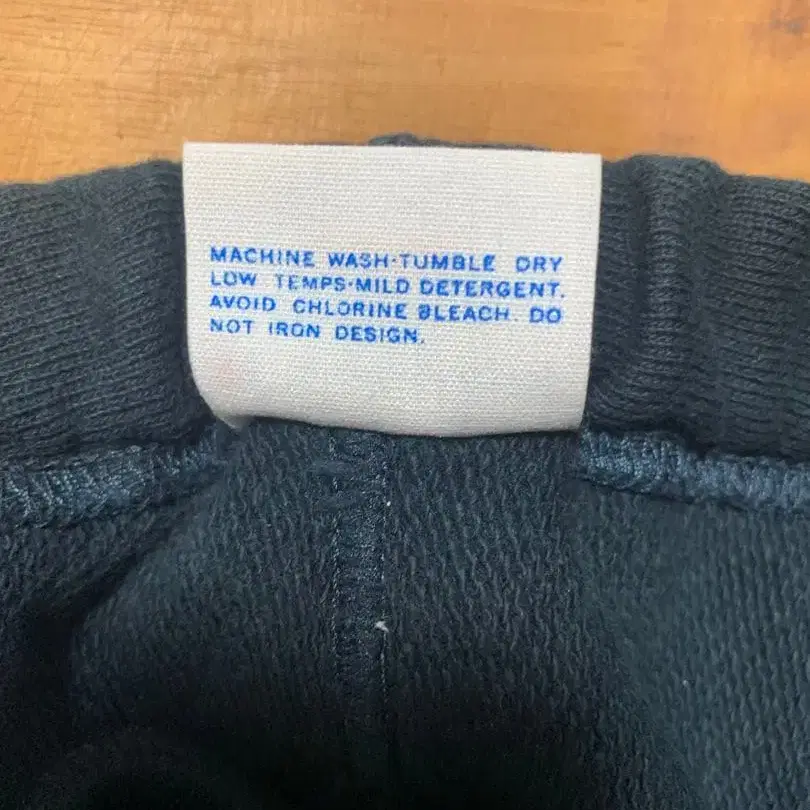 MACHINE WASH·TUMBLE DRY
LOW TEMPS·MILD DETERGENT.
AVOID CHLORINE BLEACH. DO
NOT IRON DESIGN.